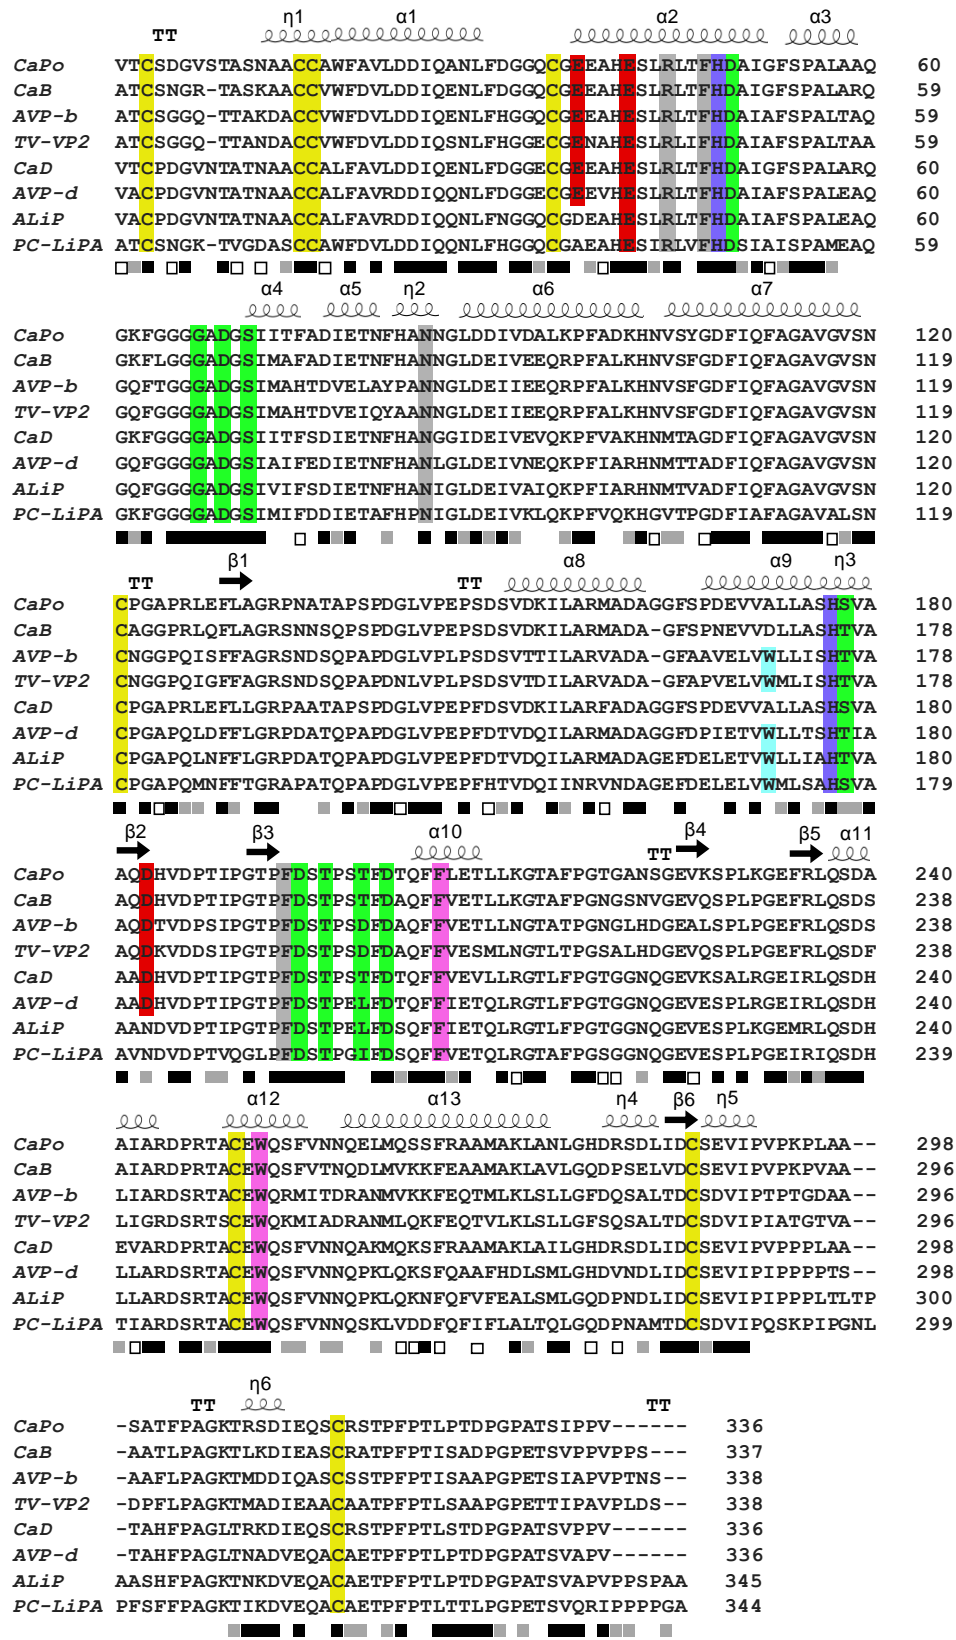 η1 α1 α2 α3
TT
CaPo VTCSDGVSTASNAACCAWFAVLDDIQANLFDGGQCGEEAHESLRLTFHDAIGFSPALAAQ 60
CaB ATCSNGR-TASKAACCVWFDVLDDIQENLFDGGQCGEEAHESLRLTFHDAIGFSPALARQ 59
AVP-b ATCSGGQ-TTAKDACCVWFDVLDDIQENLFHGGQCGEEAHESLRLTFHDAIAFSPALTAQ 59
TV-VP2 ATCSGGQ-TTANDACCVWFDVLDDIQSNLFHGGECGENAHESLRLIFHDAIAFSPALTAA 59
CaD VTCPDGVNTATNAACCALFAVLDDIQENLFDGGECGEEAHESLRLTFHDAIGFSPALARQ 60
AVP-d VACPDGVNTATNAACCALFAVRDDIQQNLFDGGECGEEVHESLRLTFHDAIAFSPALEAQ 60
ALiP VACPDGVNTATNAACCALFAVRDDIQQNLFDGGQCGDEAHESLRLTFHDAIAFSPALEAQ 60
PC-LiPA ATCSNGK-TVGDASCCAWFDVLDDIQQNLFHGGQCGAEAHESIRLVFHDSIAISPAMEAQ 59
α4 α5 η2 α6 α7
CaPo GKFGGGGADGSIITFADIETNFHANNGLDDIVDALKPFADKHNVSYGDFIQFAGAVGVSN 120
CaB GKFLGGGADGSIMAFADIETNFHANNGLDDIVEEQRPFALKHNVSFGDFIQFAGAVGVSN 119
AVP-b GQFTGGGADGSIMAHTDVELAYPANNGLDEIIEEQRPFALKHNVSFGDFIQFAGAVGVSN 119
TV-VP2 GQFGGGGADGSIMAHTDVEIQYAANNGLDEIIEEQRPFALKHNVSFGDFIQFAGAVGVSN 119
CaD GKFGGGGADGSIITFSDIETNFHANGGIDEIVEVQKPFVAKHNMTAGDFIQFAGAVGVSN 120
AVP-d GQFGGGGADGSIAIFEDIETNFHANLGLDEIVNEQKPFIARHNMTTADFIQFAGAVGVSN 120
ALiP GQFGGGGADGSIVIFSDIETNFHANIGLDEIVAIQKPFIARHNMTVADFIQFAGAVGVSN 120
PC-LiPA GKFGGGGADGSIMIFDDIETAFHPNIGLDEIVKLQKPFVQKHGVTPGDFIAFAGAVALSN 119
TT β1 TT α8 α9 η3
CaPo CPGAPRLEFLAGRPNATAPSPDGLVPEPSDSVDKILARMADAGGFSPDEVVALLASHSVA 180
CaB CAGGPRLQFLAGRSNNSQPSPDGLVPEPSDSVDKILARMADA-GFSPNEVVDLLASHTVA 178
AVP-b CNGGPQISFFAGRSNDSQPAPDGLVPLPSDSVTTILARVADA-GFAAVELVWLLISHTVA 178
TV-VP2 CNGGPQIGFFAGRSNDSQPAPDNLVPLPSDSVTDILARVADA-GFAPVELVWMLISHTVA 178
CaD CPGAPRLEFLLGRPAATAPSPDGLVPEPFDSVDKILARFADAGGFSPDEVVALLASHSVA 180
AVP-d CPGAPQLDFFLGRPDATQPAPDGLVPEPFDTVDQILARMADAGGFDPIETVWLLTSHTIA 180
ALiP CPGAPQLNFFLGRPDATQPAPDGLVPEPFDTVDQILARMADAGEFDELETVWLLIAHTVA 180
PC-LiPA CPGAPQMNFFTGRAPATQPAPDGLVPEPFHTVDQIINRVNDAGEFDELELVWMLSAHSVA 179
β2 β3 α10 TT β4 β5 α11
CaPo AQDHVDPTIPGTPFDSTPSTFDTQFFLETLLKGTAFPGTGANSGEVKSPLKGEFRLQSDA 240
CaB AQDHVDPTIPGTPFDSTPSTFDAQFFVETLLKGTAFPGNGSNVGEVQSPLPGEFRLQSDS 238
AVP-b AQDTVDPSIPGTPFDSTPSDFDAQFFVETLLNGTATPGNGLHDGEALSPLPGEFRLQSDS 238
TV-VP2 AQDKVDDSIPGTPFDSTPSDFDAQFFVESMLNGTLTPGSALHDGEVQSPLPGEFRLQSDF 238
CaD AADHVDPTIPGTPFDSTPSTFDTQFFVEVLLRGTLFPGTGGNQGEVKSALRGEIRLQSDH 240
AVP-d AADHVDPTIPGTPFDSTPELFDTQFFIETQLRGTLFPGTGGNQGEVESPLRGEIRLQSDH 240
ALiP AANDVDPTIPGTPFDSTPELFDSQFFIETQLRGTLFPGTGGNQGEVESPLKGEMRLQSDH 240
PC-LiPA AVNDVDPTVQGLPFDSTPGIFDSQFFVETQLRGTAFPGSGGNQGEVESPLPGEIRIQSDH 239
α12 α13 η4 β6 η5
CaPo AIARDPRTACEWQSFVNNQELMQSSFRAAMAKLANLGHDRSDLIDCSEVIPVPKPLAA-- 298
CaB AIARDPRTACEWQSFVTNQDLMVKKFEAAMAKLAVLGQDPSELVDCSEVIPVPKPVAA-- 296
AVP-b LIARDSRTACEWQRMITDRANMVKKFEQTMLKLSLLGFDQSALTDCSDVIPTPTGDAA-- 296
TV-VP2 LIGRDSRTSCEWQKMIADRANMLQKFEQTVLKLSLLGFSQSALTDCSDVIPIATGTVA-- 296
CaD EVARDPRTACEWQSFVNNQAKMQKSFRAAMAKLAILGHDRSDLIDCSEVIPVPPPLAA-- 298
AVP-d LLARDSRTACEWQSFVNNQPKLQKSFQAAFHDLSMLGHDVNDLIDCSEVIPIPPPPTS-- 298
ALiP LLARDSRTACEWQSFVNNQPKLQKNFQFVFEALSMLGQDPNDLIDCSEVIPIPPPLTLTP 300
PC-LiPA TIARDSRTACEWQSFVNNQSKLVDDFQFIFLALTQLGQDPNAMTDCSDVIPQSKPIPGNL 299
TT η6 TT
CaPo -SATFPAGKTRSDIEQSCRSTPFPTLPTDPGPATSIPPV------ 336
CaB -AATLPAGKTLKDIEASCRATPFPTISADPGPETSVPPVPPS--- 337
AVP-b -AAFLPAGKTMDDIQASCSSTPFPTISAAPGPETSIAPVPTNS-- 338
TV-VP2 -DPFLPAGKTMADIEAACAATPFPTLSAAPGPETTIPAVPLDS-- 338
CaD -TAHFPAGLTRKDIEQSCRSTPFPTLSTDPGPATSVPPV------ 336
AVP-d -TAHFPAGLTNADVEQACAETPFPTLPTDPGPATSVAPV------ 336
ALiP AASHFPAGKTNKDVEQACAETPFPTLPTDPGPATSVAPVPPSPAA 345
PC-LiPA PFSFFPAGKTIKDVEQACAETPFPTLTTLPGPETSVQRIPPPPGA 344